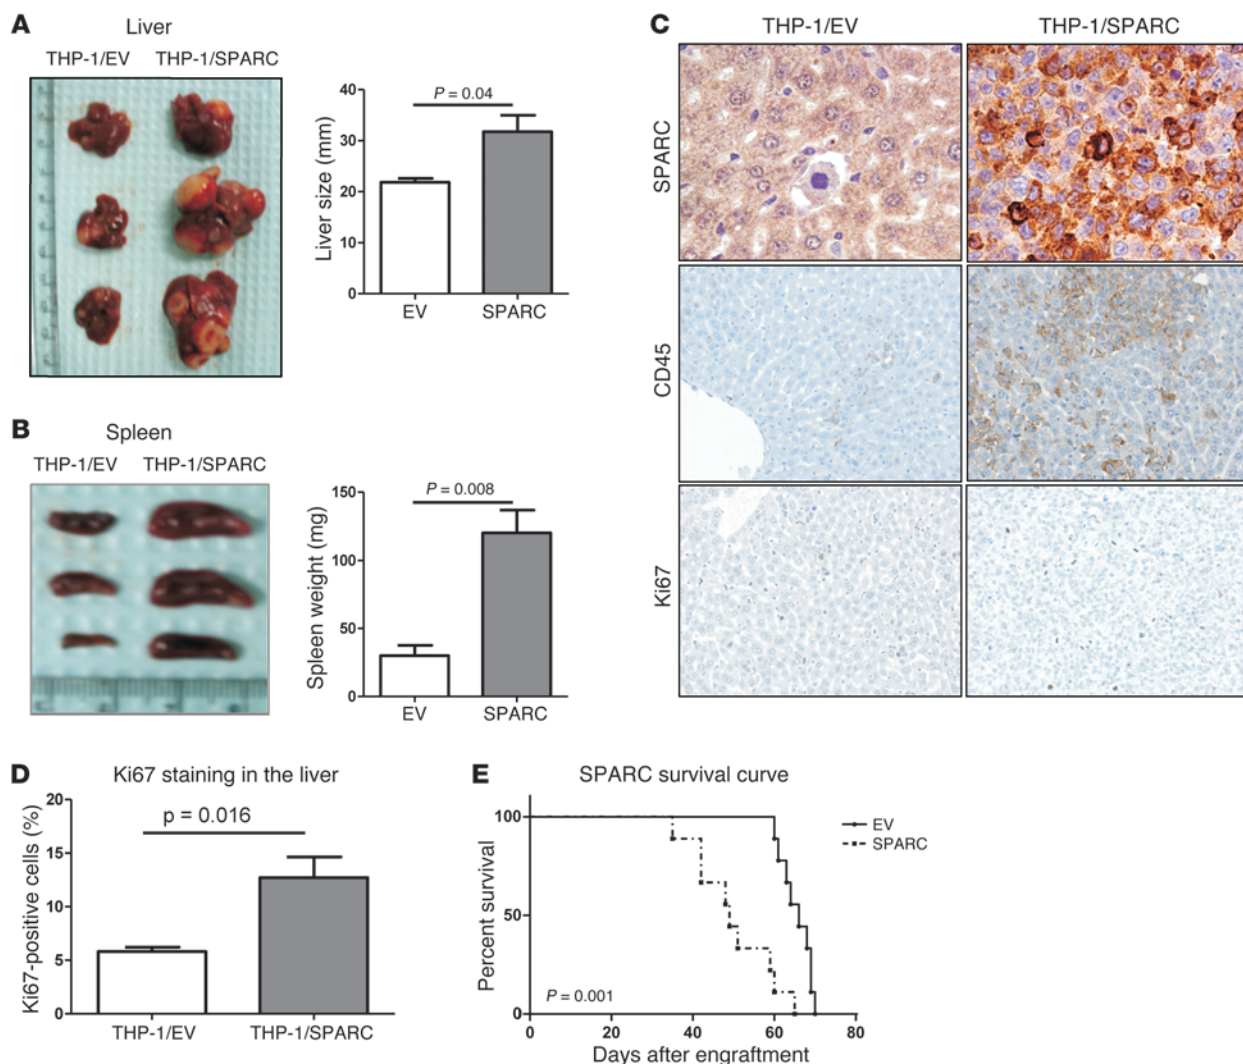 A
Liver
THP-1/EV THP-1/SPARC
Liver size (mm)
40
30
20
10
0
P = 0.04
EV SPARC
B
Spleen
THP-1/EV THP-1/SPARC
Spleen weight (mg)
150
100
50
0
P = 0.008
EV SPARC
C
THP-1/EV THP-1/SPARC
SPARC
CD45
Ki67
D
Ki67 staining in the liver
Ki67-positive cells (%)
20
15
10
5
0
p = 0.016
THP-1/EV THP-1/SPARC
E
SPARC survival curve
Percent survival
100
50
0
EV
SPARC
P = 0.001
0 20 40 60 80
Days after engraftment